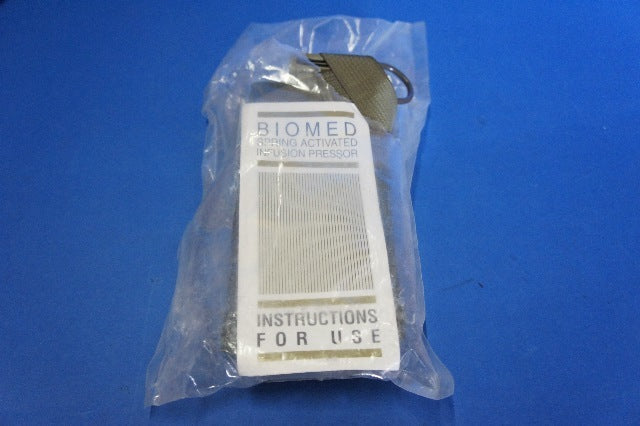 BIOMED
SPRING ACTIVATED
INFUSION PRESSOR
INSTRUCTIONS
FOR USE